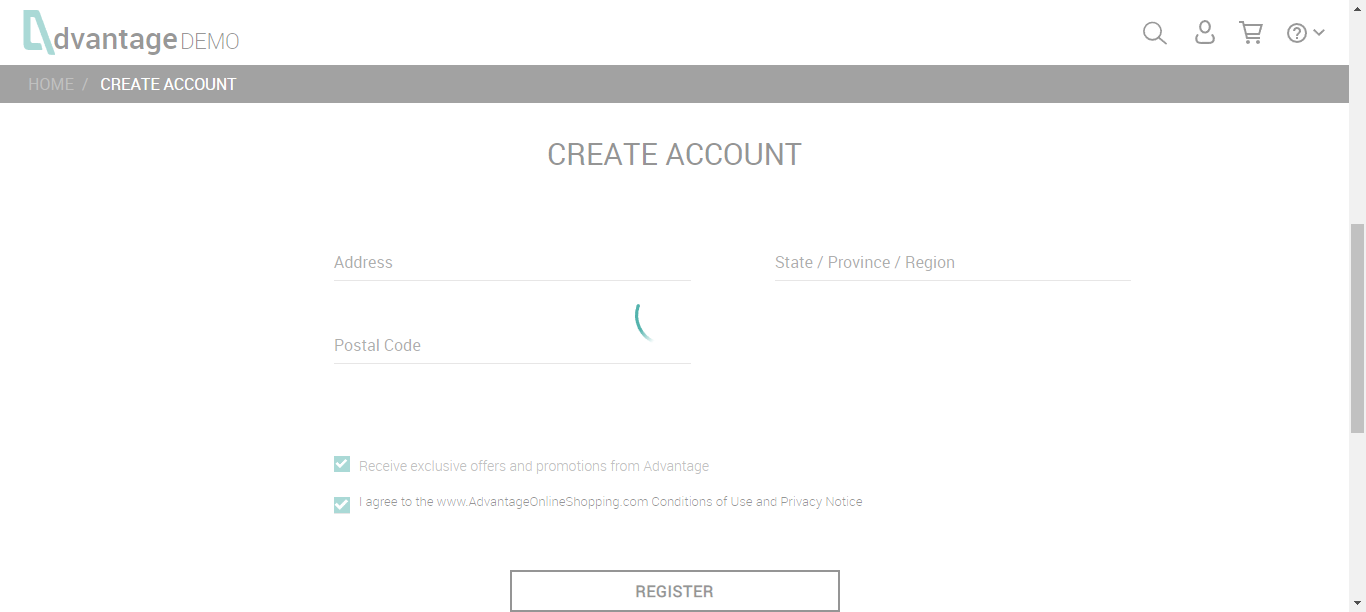 dvantage DEMO
HOME / CREATE ACCOUNT
CREATE ACCOUNT
Address
State / Province / Region
Postal Code
Receive exclusive offers and promotions from Advantage
I agree to the www.AdvantageOnlineShopping.com Conditions of Use and Privacy Notice
REGISTER